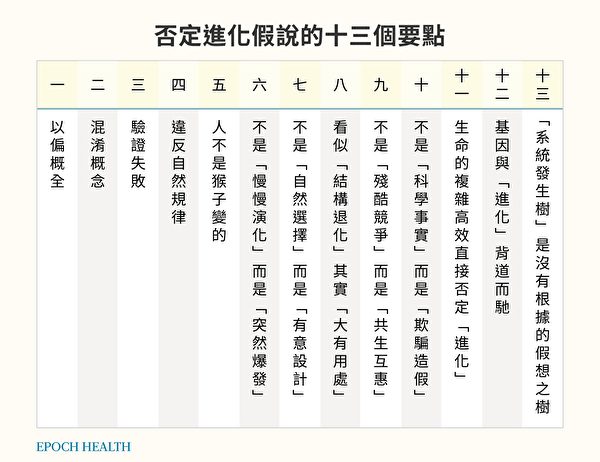 否定進化假說的十三個要點
一
以偏概全
二
混淆概念
三
驗證失敗
四
違反自然規律
五
人不是猴子變的
六
不是「慢慢演化」而是「突然爆發」
七
不是「自然選擇」而是「有意設計」
八
看似「結構退化」其實「大有用處」
九
不是「殘酷競爭」而是「共生互惠」
十
不是「科學事實」而是「欺騙造假」
十一
生命的複雜高效直接否定「進化」
十二
基因與「進化」背道而馳
十三
「系統發生樹」是沒有根據的假想之樹
EPOCH HEALTH